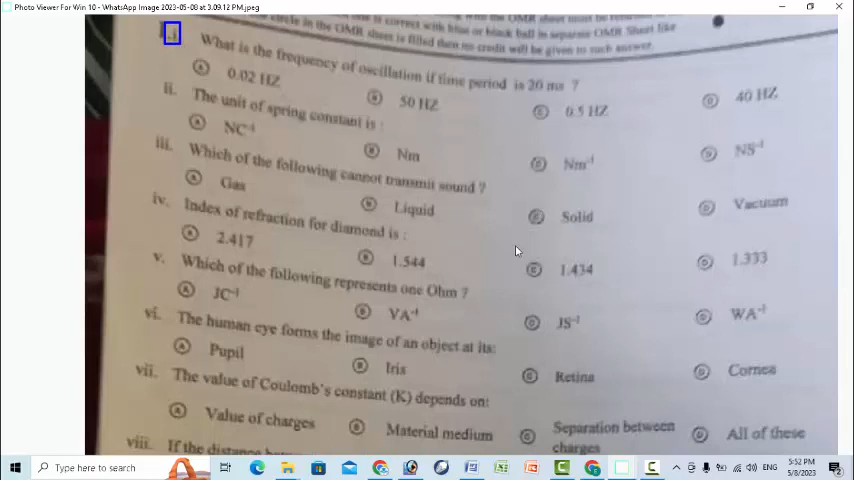 Photo Viewer For Win 10 - WhatsApp Image 2023-05-08 at 3.09.12 PM.jpeg
circle in the OMR sheet is filled then no credit will be given to such answer.
.i What is the frequency of oscillation if time period is 20 ms ?
A 0.02 HZ B 50 HZ C 0.5 HZ D 40 HZ
ii. The unit of spring constant is :
A NC⁻¹ B Nm C Nm⁻¹ D NS⁻¹
iii. Which of the following cannot transmit sound ?
A Gas B Liquid C Solid D Vacuum
iv. Index of refraction for diamond is :
A 2.417 B 1.544 C 1.434 D 1.333
v. Which of the following represents one Ohm ?
A JC⁻¹ B VA⁻¹ C JS⁻¹ D WA⁻¹
vi. The human eye forms the image of an object at its:
A Pupil B Iris C Retina D Cornea
vii. The value of Coulomb's constant (K) depends on:
A Value of charges B Material medium C Separation between charges D All of these
viii. If the distance
Type here to search
ENG
5:52 PM
5/8/2023
2